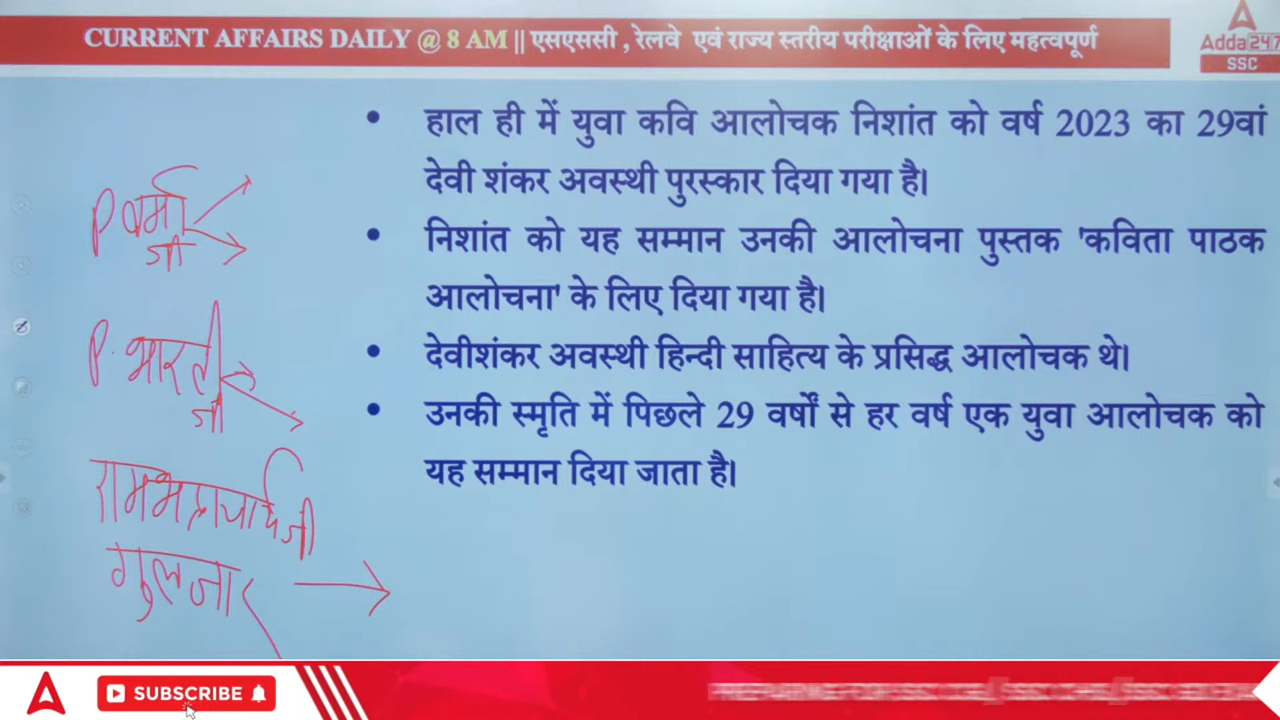 CURRENT AFFAIRS DAILY @ 8 AM || एसएससी , रेलवे एवं राज्य स्तरीय परीक्षाओं के लिए महत्वपूर्ण
Adda247
SSC
• हाल ही में युवा कवि आलोचक निशांत को वर्ष 2023 का 29वां
देवी शंकर अवस्थी पुरस्कार दिया गया है।
• निशांत को यह सम्मान उनकी आलोचना पुस्तक 'कविता पाठक
आलोचना' के लिए दिया गया है।
• देवीशंकर अवस्थी हिन्दी साहित्य के प्रसिद्ध आलोचक थे।
• उनकी स्मृति में पिछले 29 वर्षों से हर वर्ष एक युवा आलोचक को
यह सम्मान दिया जाता है।
P वर्मा
जी
P. भारती
जी
रामभद्राचार्य जी
गुलजार
SUBSCRIBE